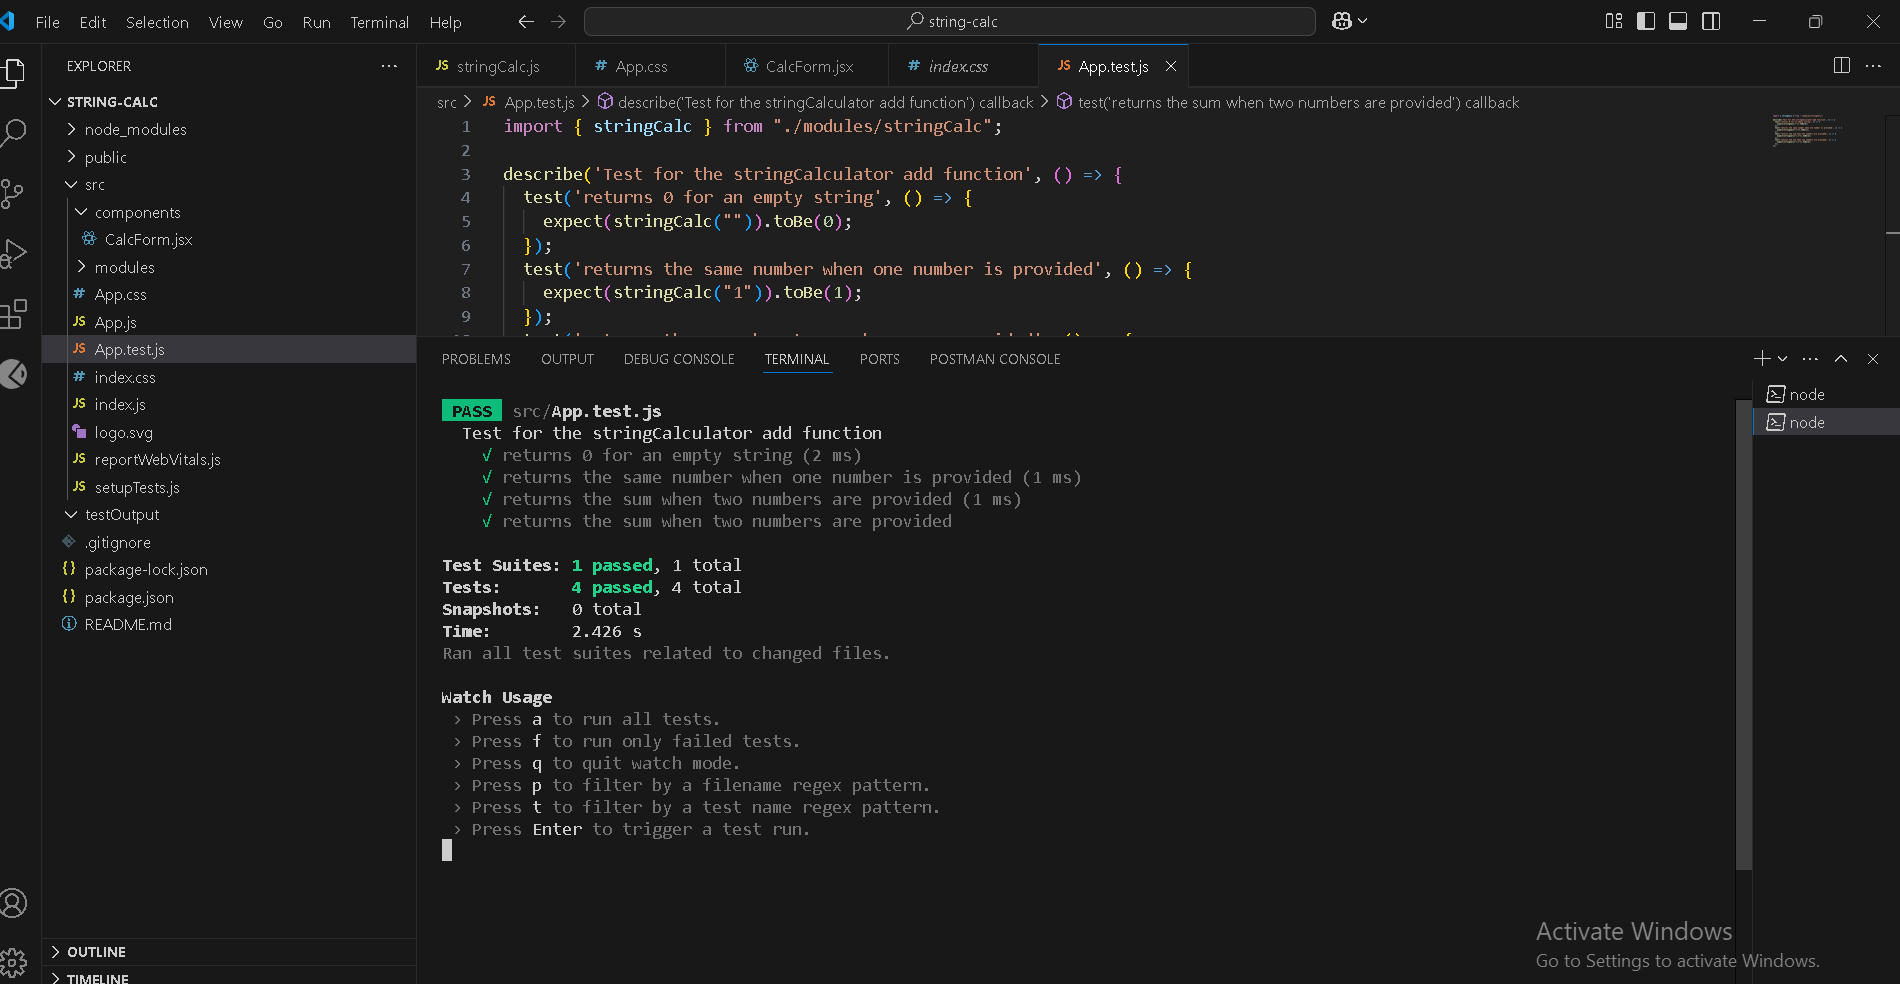 File Edit Selection View Go Run Terminal Help string-calc
EXPLORER
STRING-CALC
node_modules
public
src
components
CalcForm.jsx
modules
# App.css
JS App.js
JS App.test.js
# index.css
JS index.js
logo.svg
JS reportWebVitals.js
JS setupTests.js
testOutput
.gitignore
{} package-lock.json
{} package.json
README.md
OUTLINE
TIMELINE
JS stringCalc.js # App.css CalcForm.jsx # index.css JS App.test.js
src > JS App.test.js > describe('Test for the stringCalculator add function') callback > test('returns the sum when two numbers are provided') callback
1 import { stringCalc } from "./modules/stringCalc";
2
3 describe('Test for the stringCalculator add function', () => {
4 test('returns 0 for an empty string', () => {
5 expect(stringCalc("")).toBe(0);
6 });
7 test('returns the same number when one number is provided', () => {
8 expect(stringCalc("1")).toBe(1);
9 });
PROBLEMS OUTPUT DEBUG CONSOLE TERMINAL PORTS POSTMAN CONSOLE
PASS src/App.test.js
Test for the stringCalculator add function
√ returns 0 for an empty string (2 ms)
√ returns the same number when one number is provided (1 ms)
√ returns the sum when two numbers are provided (1 ms)
√ returns the sum when two numbers are provided
Test Suites: 1 passed, 1 total
Tests: 4 passed, 4 total
Snapshots: 0 total
Time: 2.426 s
Ran all test suites related to changed files.
Watch Usage
› Press a to run all tests.
› Press f to run only failed tests.
› Press q to quit watch mode.
› Press p to filter by a filename regex pattern.
› Press t to filter by a test name regex pattern.
› Press Enter to trigger a test run.
node
node
Activate Windows
Go to Settings to activate Windows.